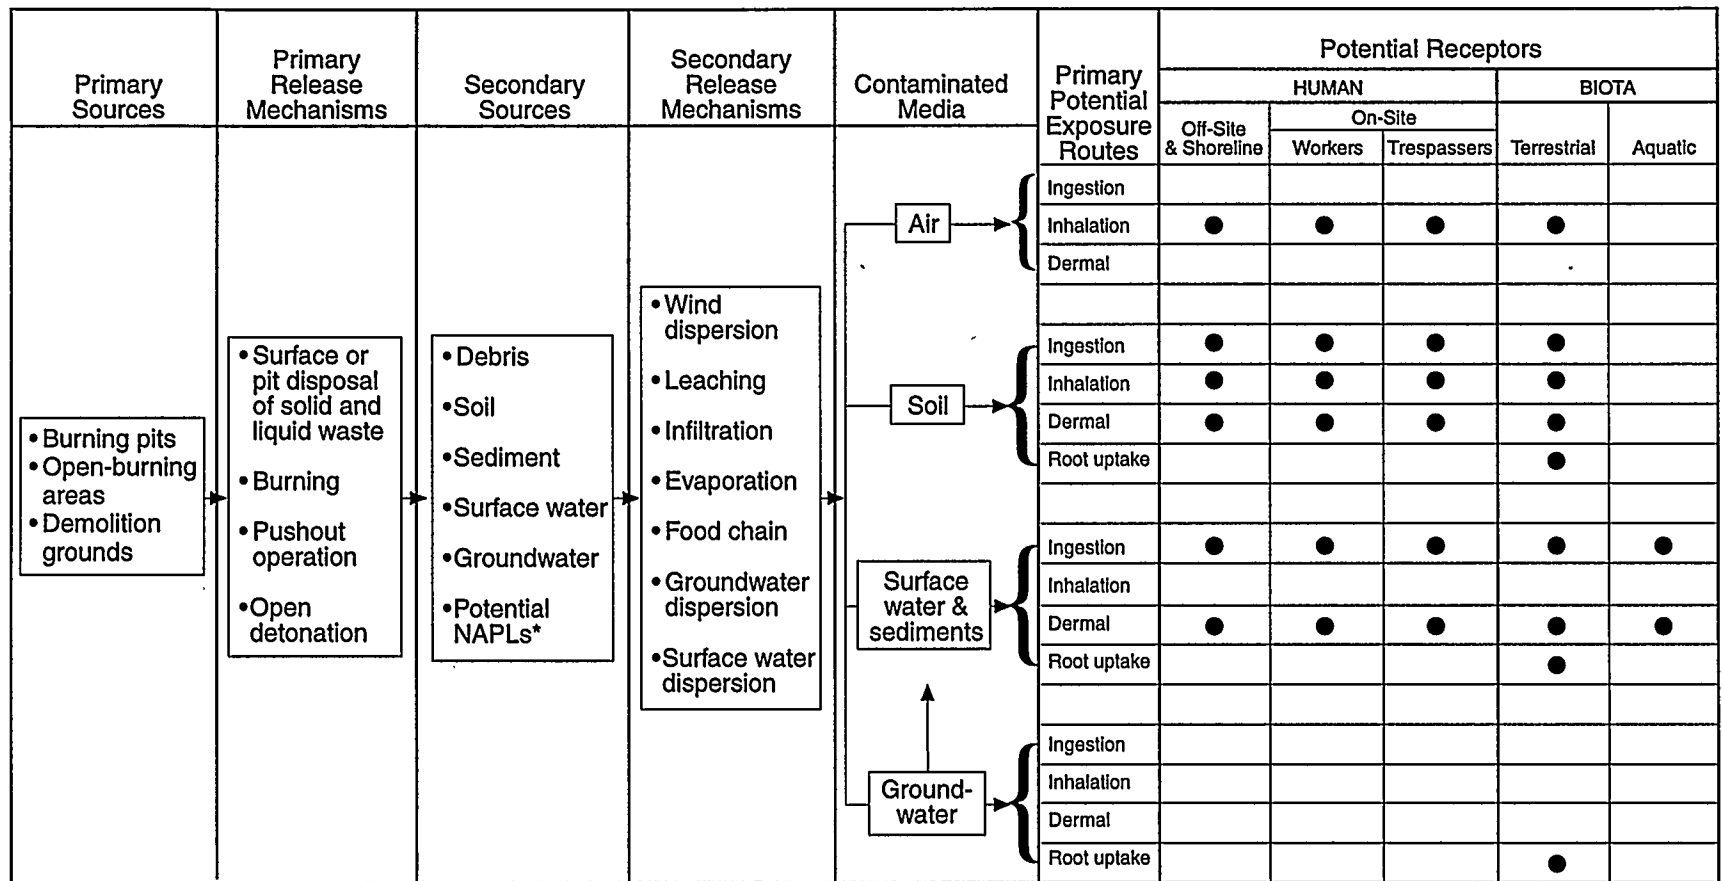 Primary
Sources
Primary
Release
Mechanisms
Secondary
Sources
Secondary
Release
Mechanisms
Contaminated
Media
Primary
Potential
Exposure
Routes
Potential Receptors
HUMAN
BIOTA
Off-Site
& Shoreline
On-Site
Workers
Trespassers
Terrestrial
Aquatic
• Burning pits
• Open-burning
areas
• Demolition
grounds
• Surface or
pit disposal
of solid and
liquid waste
• Burning
• Pushout
operation
• Open
detonation
• Debris
• Soil
• Sediment
• Surface water
• Groundwater
• Potential
NAPLs*
• Wind
dispersion
• Leaching
• Infiltration
• Evaporation
• Food chain
• Groundwater
dispersion
• Surface water
dispersion
Air
Ingestion
Inhalation
Dermal
Soil
Ingestion
Inhalation
Dermal
Root uptake
Surface
water &
sediments
Ingestion
Inhalation
Dermal
Root uptake
Ground-
water
Ingestion
Inhalation
Dermal
Root uptake